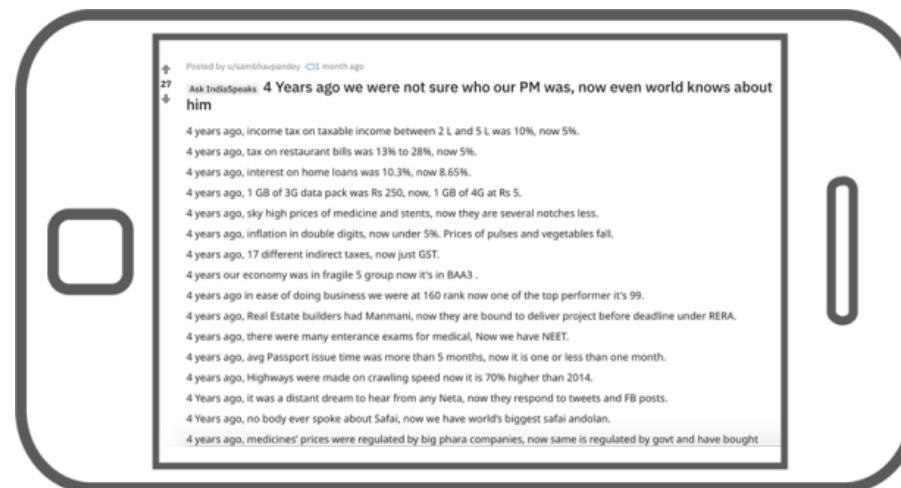 Posted by u/sambhavpandey 1 month ago
27
Ask IndiaSpeaks 4 Years ago we were not sure who our PM was, now even world knows about
him
4 years ago, income tax on taxable income between 2 L and 5 L was 10%, now 5%.
4 years ago, tax on restaurant bills was 13% to 28%, now 5%.
4 years ago, interest on home loans was 10.3%, now 8.65%.
4 years ago, 1 GB of 3G data pack was Rs 250, now, 1 GB of 4G at Rs 5.
4 years ago, sky high prices of medicine and stents, now they are several notches less.
4 years ago, inflation in double digits, now under 5%. Prices of pulses and vegetables fall.
4 years ago, 17 different indirect taxes, now just GST.
4 years our economy was in fragile 5 group now it's in BAA3 .
4 years ago in ease of doing business we were at 160 rank now one of the top performer it's 99.
4 years ago, Real Estate builders had Manmani, now they are bound to deliver project before deadline under RERA.
4 years ago, there were many enterance exams for medical, Now we have NEET.
4 years ago, avg Passport issue time was more than 5 months, now it is one or less than one month.
4 years ago, Highways were made on crawling speed now it is 70% higher than 2014.
4 Years ago, it was a distant dream to hear from any Neta, now they respond to tweets and FB posts.
4 Years ago, no body ever spoke about Safai, now we have world's biggest safai andolan.
4 years ago, medicines' prices were regulated by big phara companies, now same is regulated by govt and have bought